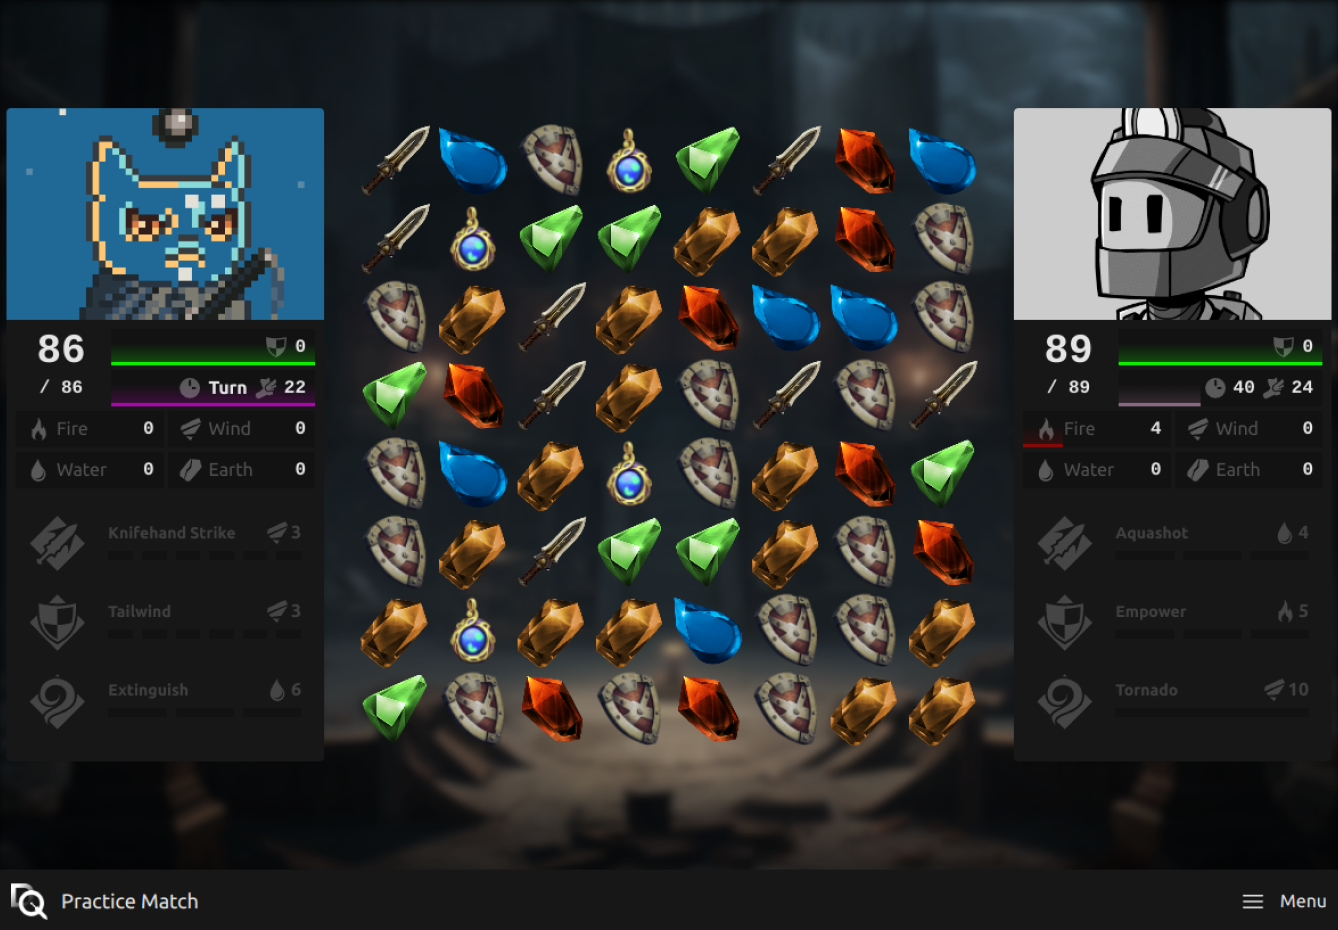 86
0
/ 86
Turn
22
Fire
0
Wind
0
Water
0
Earth
0
Knifehand Strike
3
Tailwind
3
Extinguish
6
89
0
/ 89
40
24
Fire
4
Wind
0
Water
0
Earth
0
Aquashot
4
Empower
5
Tornado
10
Practice Match
Menu